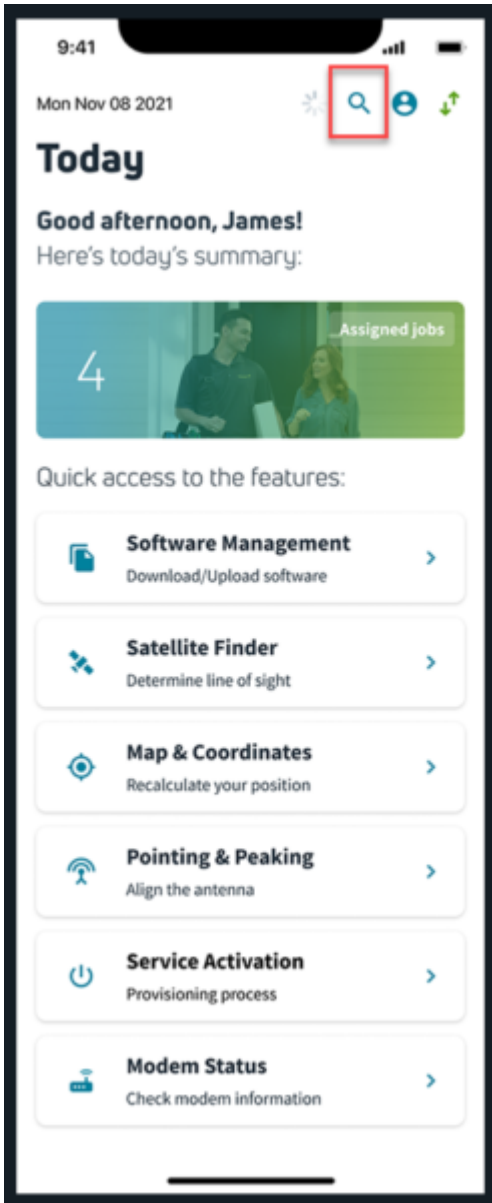 9:41
Mon Nov 08 2021
Today
Good afternoon, James!
Here's today's summary:
Assigned jobs
4
Quick access to the features:
Software Management
Download/Upload software
Satellite Finder
Determine line of sight
Map & Coordinates
Recalculate your position
Pointing & Peaking
Align the antenna
Service Activation
Provisioning process
Modem Status
Check modem information